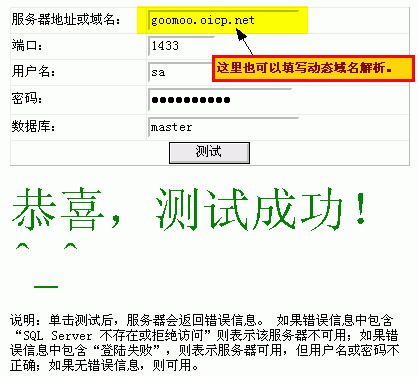 服务器地址或域名: goomoo.oicp.net
端口: 1433
用户名: sa
这里也可以填写动态域名解析。
密码: ●●●●●●●●●●
数据库: master
测试
恭喜, 测试成功!
^_^
说明: 单击测试后, 服务器会返回错误信息。 如果错误信息中包含
“SQL Server 不存在或拒绝访问”则表示该服务器不可用; 如果错
误信息中包含“登陆失败”, 则表示服务器可用, 但用户名或密码不
正确; 如果无错误信息, 则可用。